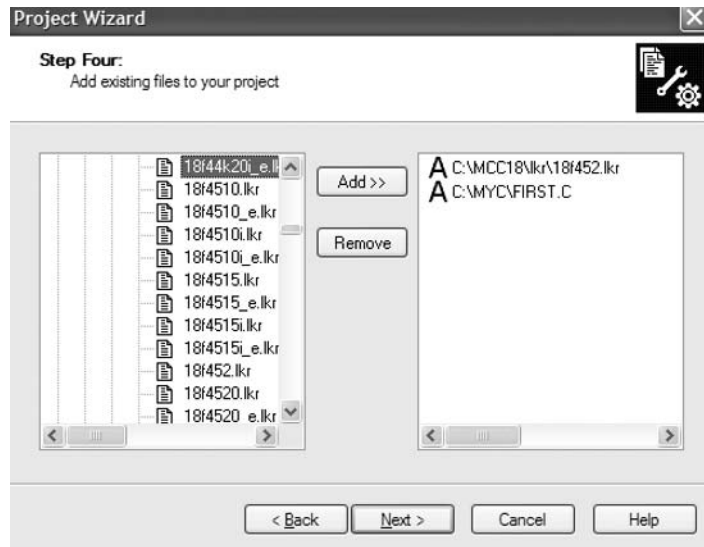 Project Wizard
Step Four:
Add existing files to your project
18f44k20i_e.lk
18f4510.lkr
18f4510_e.lkr
18f4510i.lkr
18f4510i_e.lkr
18f4515.lkr
18f4515_e.lkr
18f4515i.lkr
18f4515i_e.lkr
18f452.lkr
18f4520.lkr
18f4520_e.lkr
Add >>
Remove
A C:\MCC18\lkr\18f452.lkr
A C:\MYC\FIRST.C
< Back
Next >
Cancel
Help